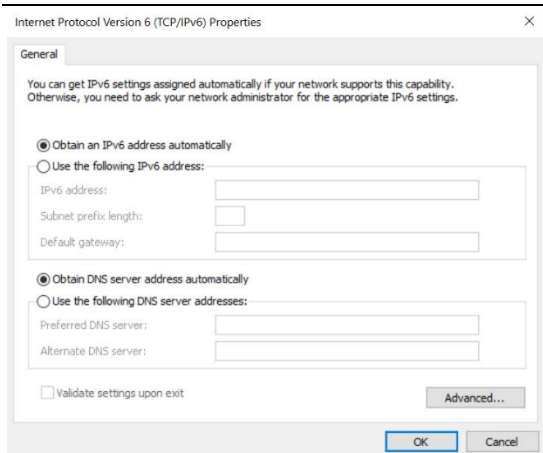 Internet Protocol Version 6 (TCP/IPv6) Properties
General
You can get IPv6 settings assigned automatically if your network supports this capability.
Otherwise, you need to ask your network administrator for the appropriate IPv6 settings.
Obtain an IPv6 address automatically
Use the following IPv6 address:
IPv6 address:
Subnet prefix length:
Default gateway:
Obtain DNS server address automatically
Use the following DNS server addresses:
Preferred DNS server:
Alternate DNS server:
Validate settings upon exit
Advanced...
OK Cancel